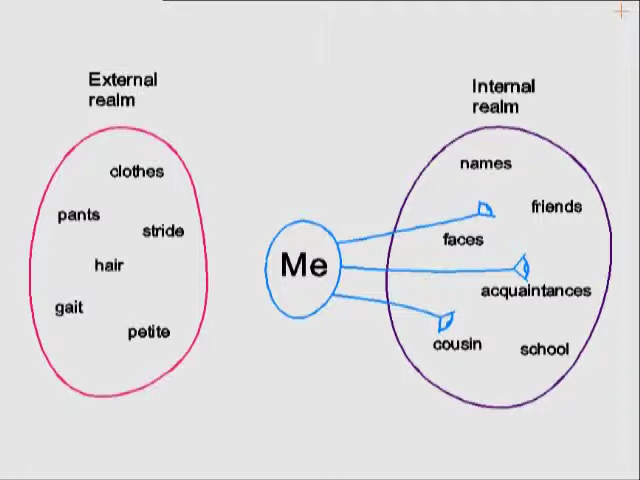 External
realm
clothes
pants
stride
hair
gait
petite
Me
Internal
realm
names
friends
faces
acquaintances
cousin
school